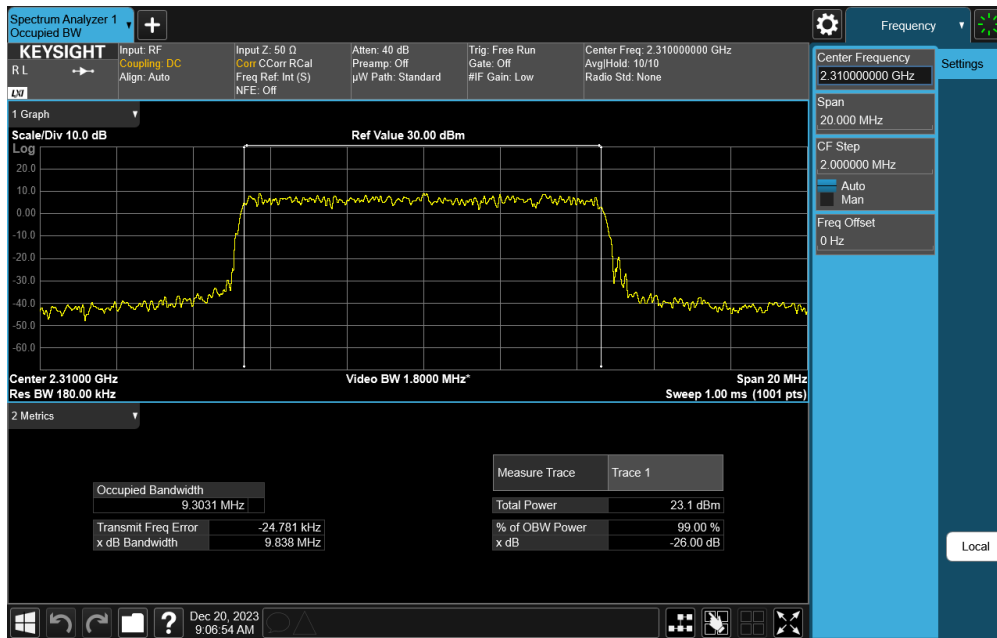 Spectrum Analyzer 1
Occupied BW
Frequency
KEYSIGHT
R L
LXI
Input: RF
Coupling: DC
Align: Auto
Input Z: 50 Ω
Corr CCorr RCal
Freq Ref: Int (S)
NFE: Off
Atten: 40 dB
Preamp: Off
µW Path: Standard
Trig: Free Run
Gate: Off
#IF Gain: Low
Center Freq: 2.310000000 GHz
Avg|Hold: 10/10
Radio Std: None
Center Frequency
2.310000000 GHz
Settings
Span
20.000 MHz
CF Step
2.000000 MHz
Auto
Man
Freq Offset
0 Hz
Local
1 Graph
Scale/Div 10.0 dB
Ref Value 30.00 dBm
Log
20.0
10.0
0.00
-10.0
-20.0
-30.0
-40.0
-50.0
-60.0
Center 2.31000 GHz
Video BW 1.8000 MHz*
Span 20 MHz
Res BW 180.00 kHz
Sweep 1.00 ms (1001 pts)
2 Metrics
Measure Trace
Trace 1
Occupied Bandwidth
9.3031 MHz
Total Power
23.1 dBm
Transmit Freq Error
-24.781 kHz
% of OBW Power
99.00 %
x dB Bandwidth
9.838 MHz
x dB
-26.00 dB
?
Dec 20, 2023
9:06:54 AM